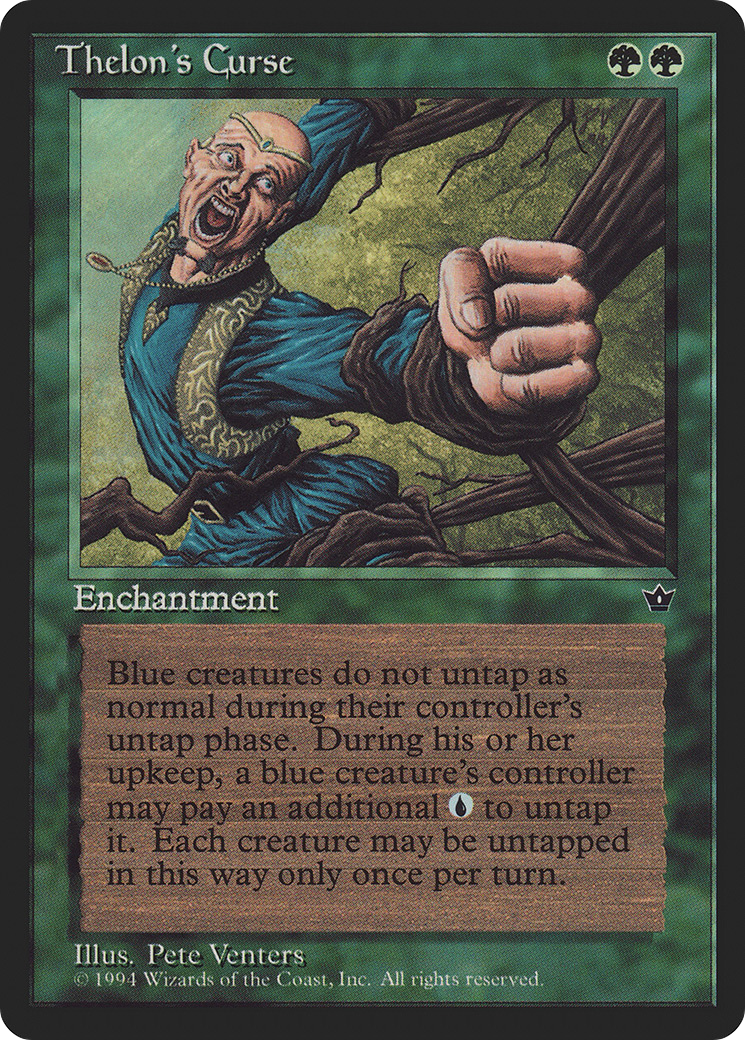 Thelon's Curse
Enchantment
Blue creatures do not untap as
normal during their controller's
untap phase. During his or her
upkeep, a blue creature's controller
may pay an additional to untap
it. Each creature may be untapped
in this way only once per turn.
Illus. Pete Venters
© 1994 Wizards of the Coast, Inc. All rights reserved.